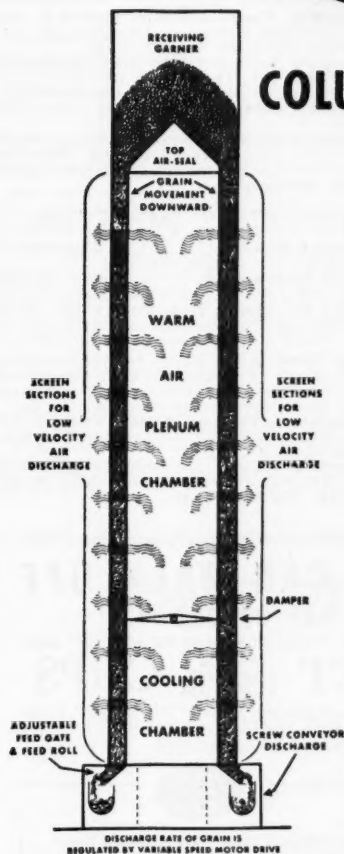 RECEIVING
GARNER
COLU
TOP
AIR-SEAL
GRAIN
MOVEMENT
DOWNWARD
WARM
AIR
PLENUM
CHAMBER
SCREEN
SECTIONS
FOR
LOW
VELOCITY
AIR
DISCHARGE
SCREEN
SECTIONS
FOR
LOW
VELOCITY
AIR
DISCHARGE
DAMPER
COOLING
CHAMBER
ADJUSTABLE
FEED GATE
& FEED ROLL
SCREW CONVEYOR
DISCHARGE
DISCHARGE RATE OF GRAIN IS
REGULATED BY VARIABLE SPEED MOTOR DRIVE